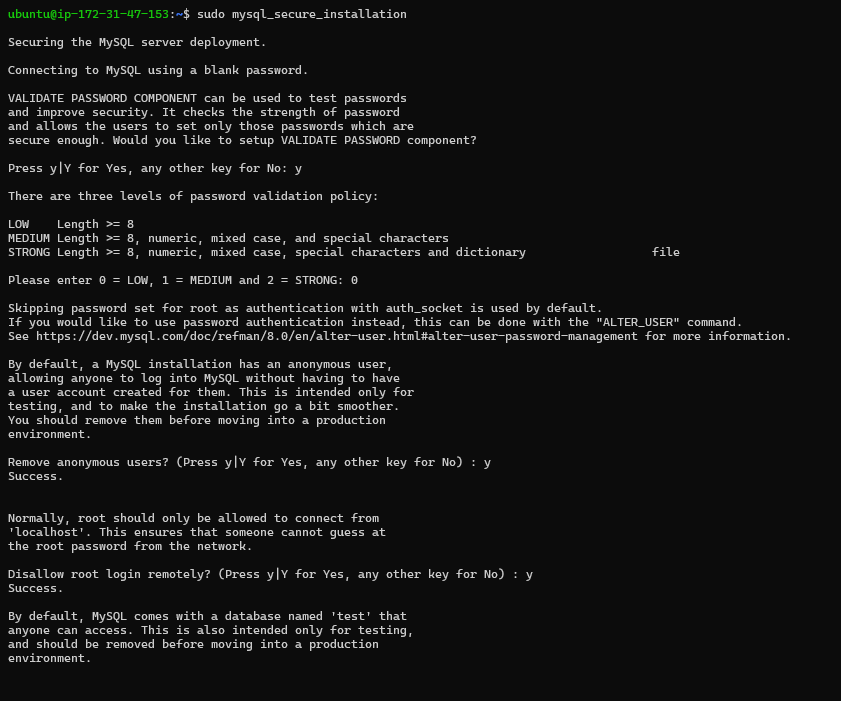 ubuntu@ip-172-31-47-153:~$ sudo mysql_secure_installation
Securing the MySQL server deployment.
Connecting to MySQL using a blank password.
VALIDATE PASSWORD COMPONENT can be used to test passwords
and improve security. It checks the strength of password
and allows the users to set only those passwords which are
secure enough. Would you like to setup VALIDATE PASSWORD component?
Press y|Y for Yes, any other key for No: y
There are three levels of password validation policy:
LOW    Length >= 8
MEDIUM Length >= 8, numeric, mixed case, and special characters
STRONG Length >= 8, numeric, mixed case, special characters and dictionary                  file
Please enter 0 = LOW, 1 = MEDIUM and 2 = STRONG: 0
Skipping password set for root as authentication with auth_socket is used by default.
If you would like to use password authentication instead, this can be done with the "ALTER_USER" command.
See https://dev.mysql.com/doc/refman/8.0/en/alter-user.html#alter-user-password-management for more information.
By default, a MySQL installation has an anonymous user,
allowing anyone to log into MySQL without having to have
a user account created for them. This is intended only for
testing, and to make the installation go a bit smoother.
You should remove them before moving into a production
environment.
Remove anonymous users? (Press y|Y for Yes, any other key for No) : y
Success.
Normally, root should only be allowed to connect from
'localhost'. This ensures that someone cannot guess at
the root password from the network.
Disallow root login remotely? (Press y|Y for Yes, any other key for No) : y
Success.
By default, MySQL comes with a database named 'test' that
anyone can access. This is also intended only for testing,
and should be removed before moving into a production
environment.